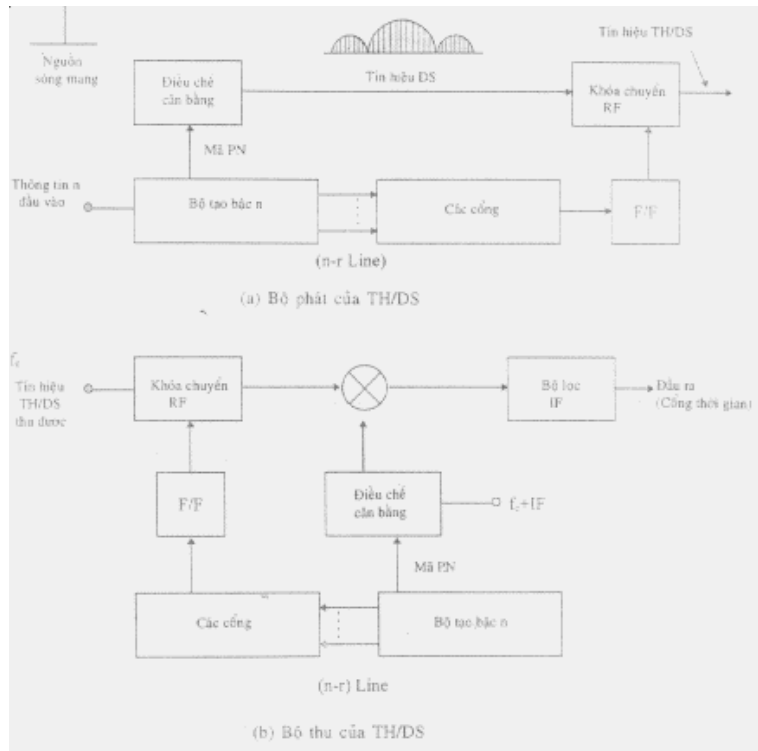 Tín hiệu TH/DS
Nguồn
sóng mang
Điều chế
cân bằng
Tín hiệu DS
Khóa chuyển
RF
Mã PN
Thông tin n
đầu vào
Bộ tạo bậc n
Các cổng
F/F
(n-r Line)
(a) Bộ phát của TH/DS
fc
Tín hiệu
TH/DS
thu được
Khóa chuyển
RF
Bộ lọc
IF
Đầu ra
(Cổng thời gian)
F/F
Điều chế
cân bằng
fc+IF
Mã PN
Các cổng
Bộ tạo bậc n
(n-r) Line
(b) Bộ thu của TH/DS